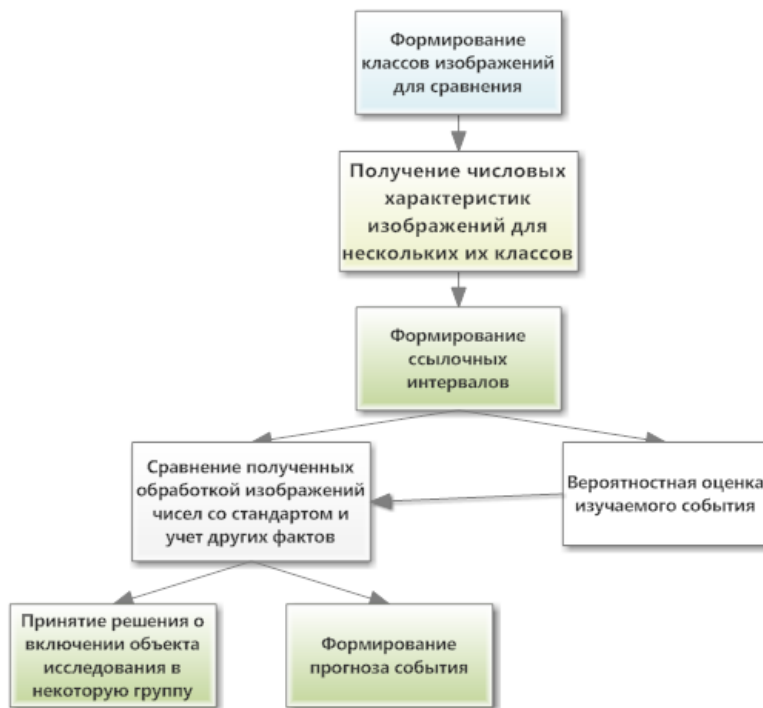 Формирование
классов изображений
для сравнения
Получение числовых
характеристик
изображений для
нескольких их классов
Формирование
ссылочных
интервалов
Сравнение полученных
обработкой изображений
чисел со стандартом и
учет других фактов
Вероятностная оценка
изучаемого события
Принятие решения о
включении объекта
исследования в
некоторую группу
Формирование
прогноза события